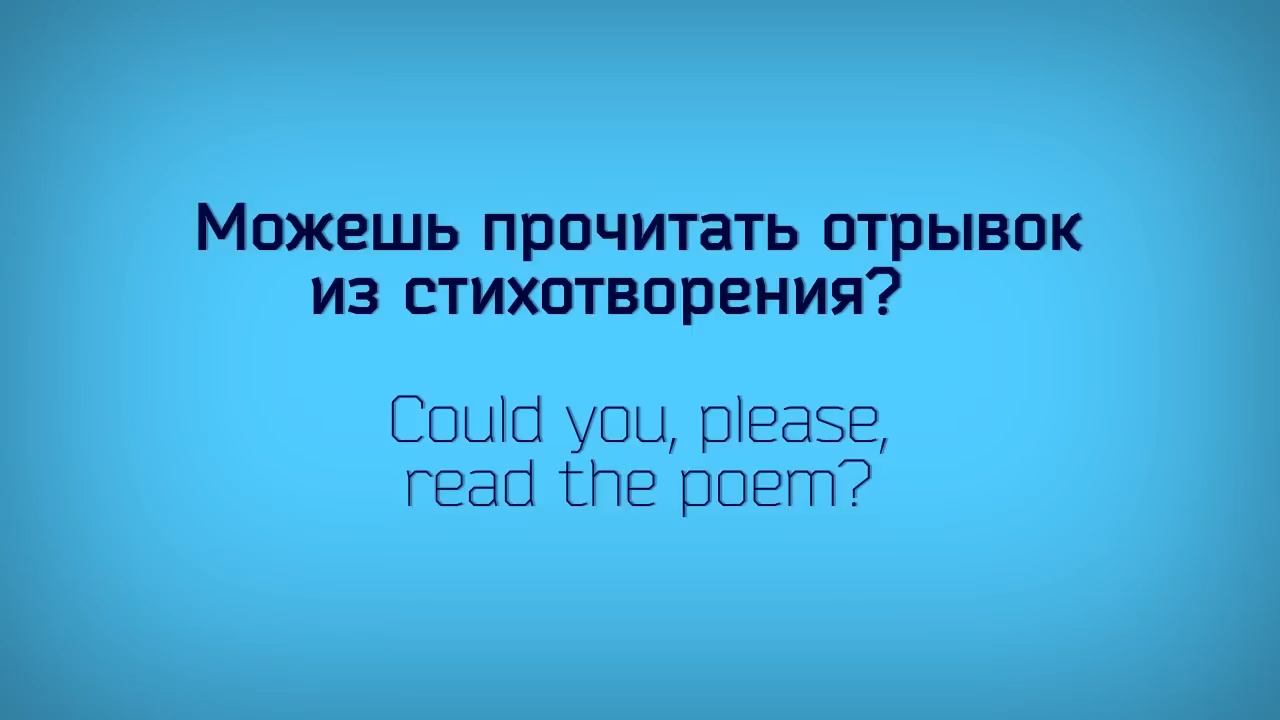 Можешь прочитать отрывок
из стихотворения?
Could you, please,
read the poem?